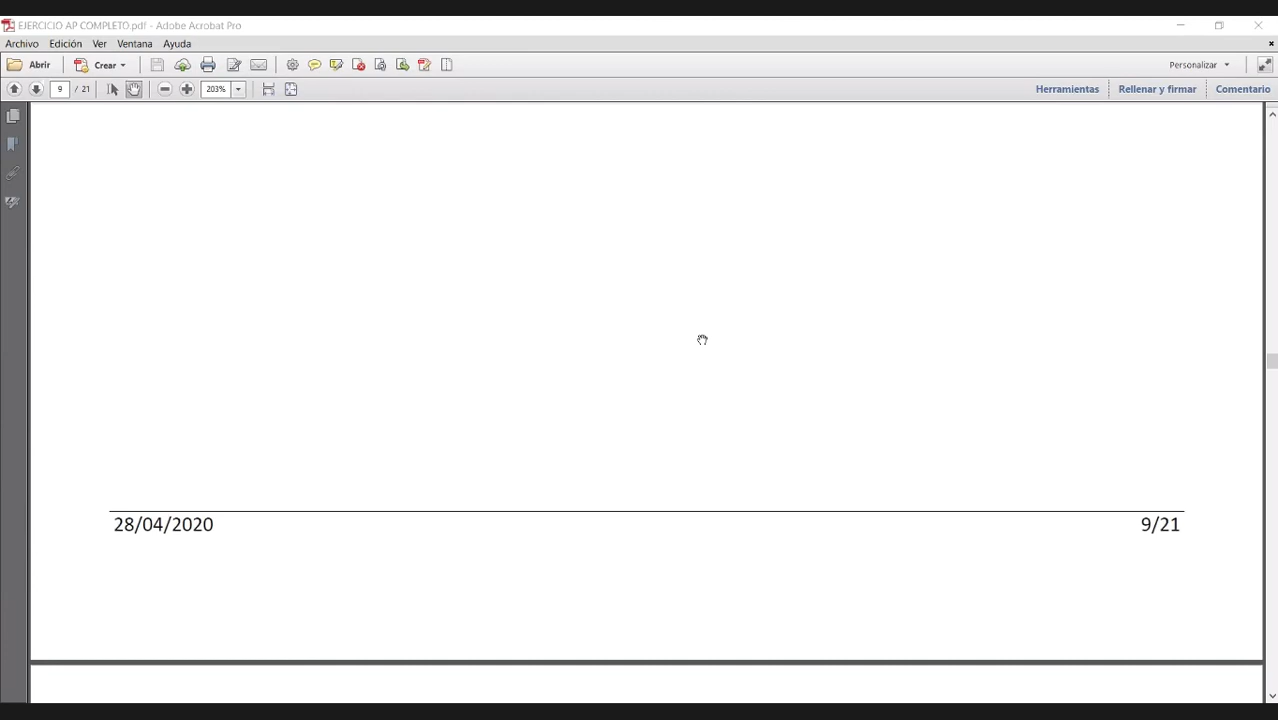 EJERCICIO AP COMPLETO.pdf - Adobe Acrobat Pro
Archivo Edición Ver Ventana Ayuda
Abrir Crear Personalizar
9 / 21 203% Herramientas Rellenar y firmar Comentario
28/04/2020 9/21